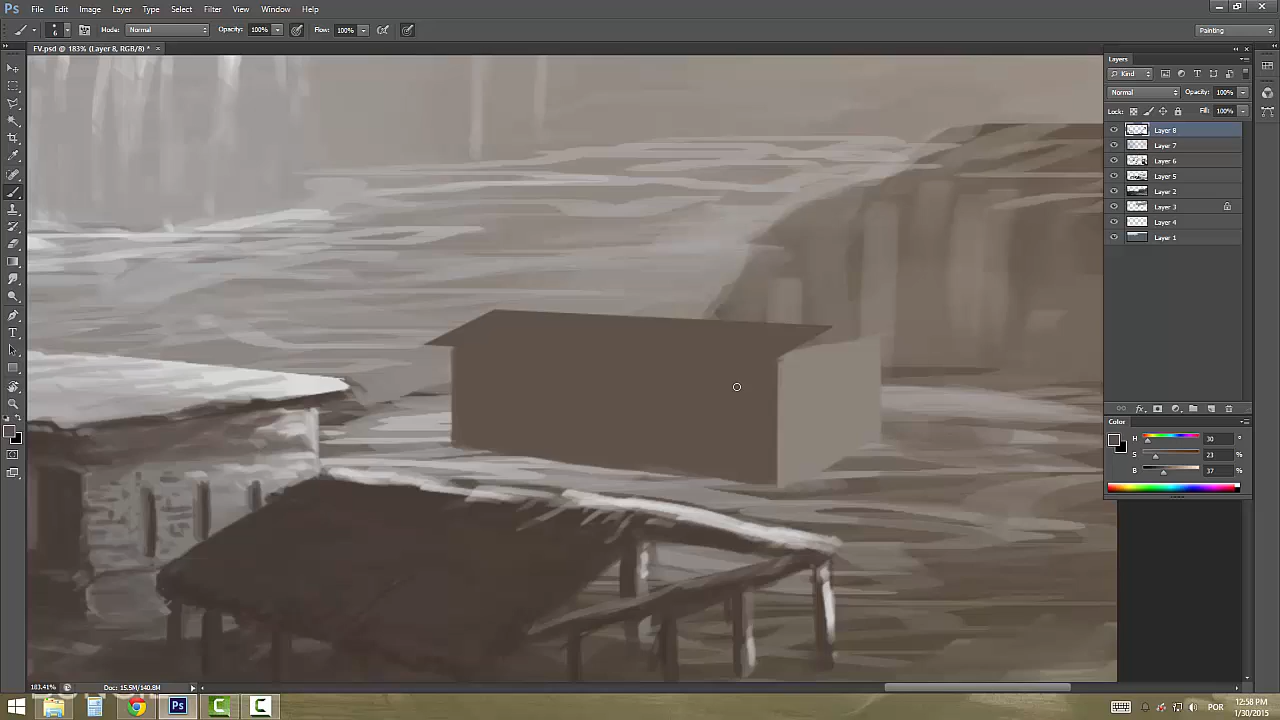 Ps File Edit Image Layer Type Select Filter View Window Help
6 Mode: Normal Opacity: 100% Flow: 100% Painting
FV.psd @ 183% (Layer 8, RGB/8) * ×
Layers
Kind
Normal Opacity: 100%
Lock: Fill: 100%
Layer 8
Layer 7
Layer 6
Layer 5
Layer 2
Layer 3
Layer 4
Layer 1
fx
Color
H 30 °
S 23 %
B 37 %
183.41% Doc: 15.5M/140.8M
Ps POR 12:58 PM
1/30/2015